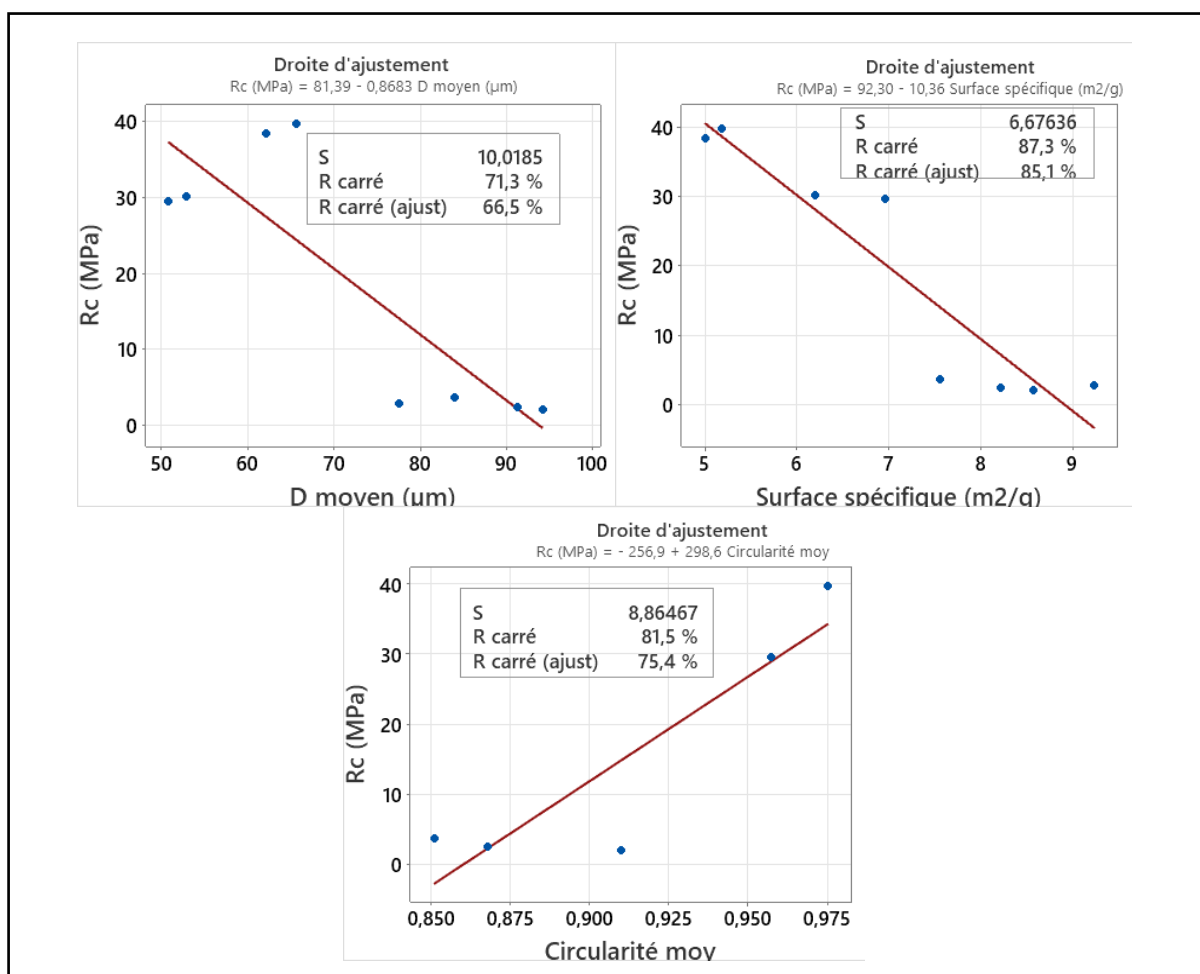 Droite d'ajustement
Rc (MPa) = 81,39 - 0,8683 D moyen (µm)
40
30
20
10
0
Rc (MPa)
S 10,0185
R carré 71,3 %
R carré (ajust) 66,5 %
50 60 70 80 90 100
D moyen (µm)
Droite d'ajustement
Rc (MPa) = 92,30 - 10,36 Surface spécifique (m2/g)
40
30
20
10
0
Rc (MPa)
S 6,67636
R carré 87,3 %
R carré (ajust) 85,1 %
5 6 7 8 9
Surface spécifique (m2/g)
Droite d'ajustement
Rc (MPa) = - 256,9 + 298,6 Circularité moy
40
30
20
10
0
Rc (MPa)
S 8,86467
R carré 81,5 %
R carré (ajust) 75,4 %
0,850 0,875 0,900 0,925 0,950 0,975
Circularité moy